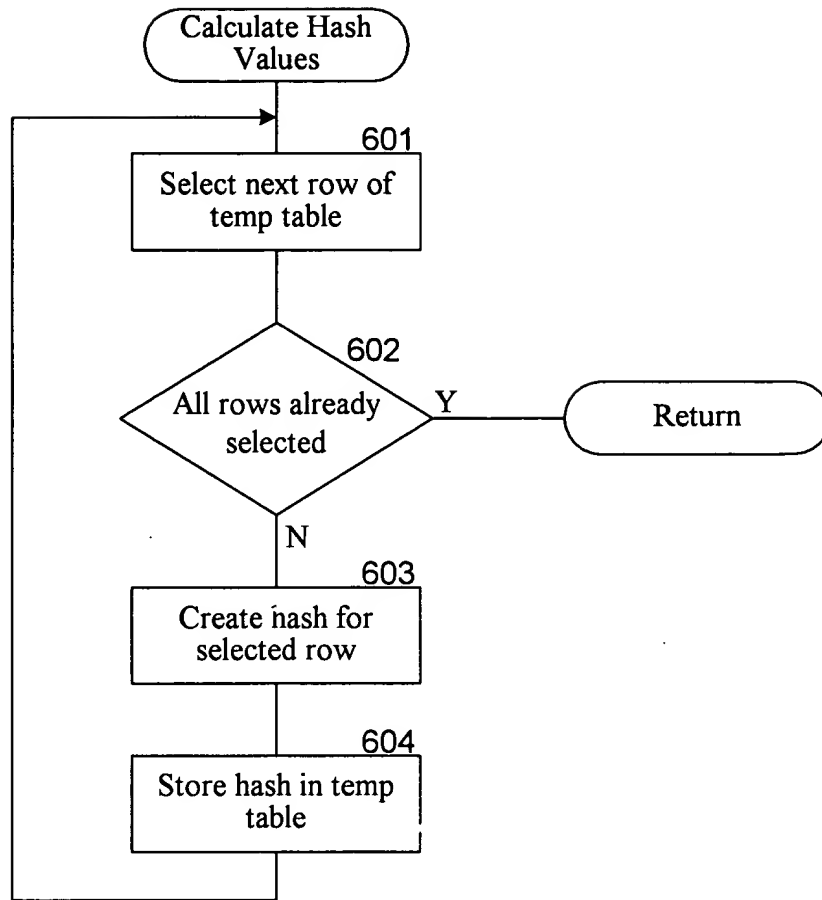 Calculate Hash
Values
601
Select next row of
temp table
602
All rows already
selected
Y
Return
N
603
Create hash for
selected row
604
Store hash in temp
table